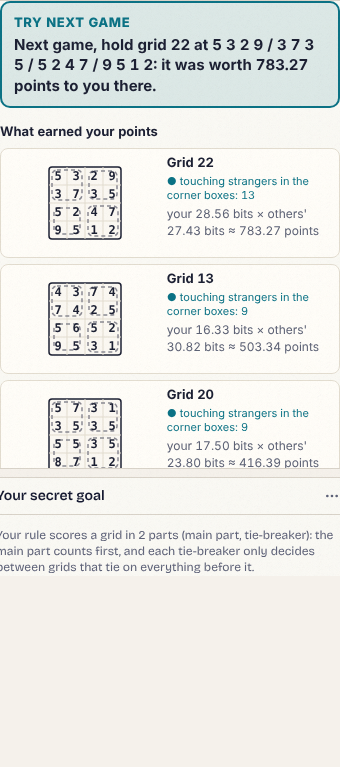 TRY NEXT GAME
Next game, hold grid 22 at 5 3 2 9 / 3 7 3
5 / 5 2 4 7 / 9 5 1 2: it was worth 783.27
points to you there.
What earned your points
Grid 22
5 3 2 9
● touching strangers in the
3 7 3 5
corner boxes: 13
5 2 4 7
your 28.56 bits × others'
9 5 1 2
27.43 bits ≈ 783.27 points
Grid 13
4 3 7 4
● touching strangers in the
7 4 2 5
corner boxes: 9
5 6 5 2
your 16.33 bits × others'
9 5 3 1
30.82 bits ≈ 503.34 points
Grid 20
5 7 3 1
● touching strangers in the
3 5 3 5
corner boxes: 9
5 5 3 5
your 17.50 bits × others'
8 7 1 2
23.80 bits ≈ 416.39 points
Your secret goal
...
Your rule scores a grid in 2 parts (main part, tie-breaker): the
main part counts first, and each tie-breaker only decides
between grids that tie on everything before it.